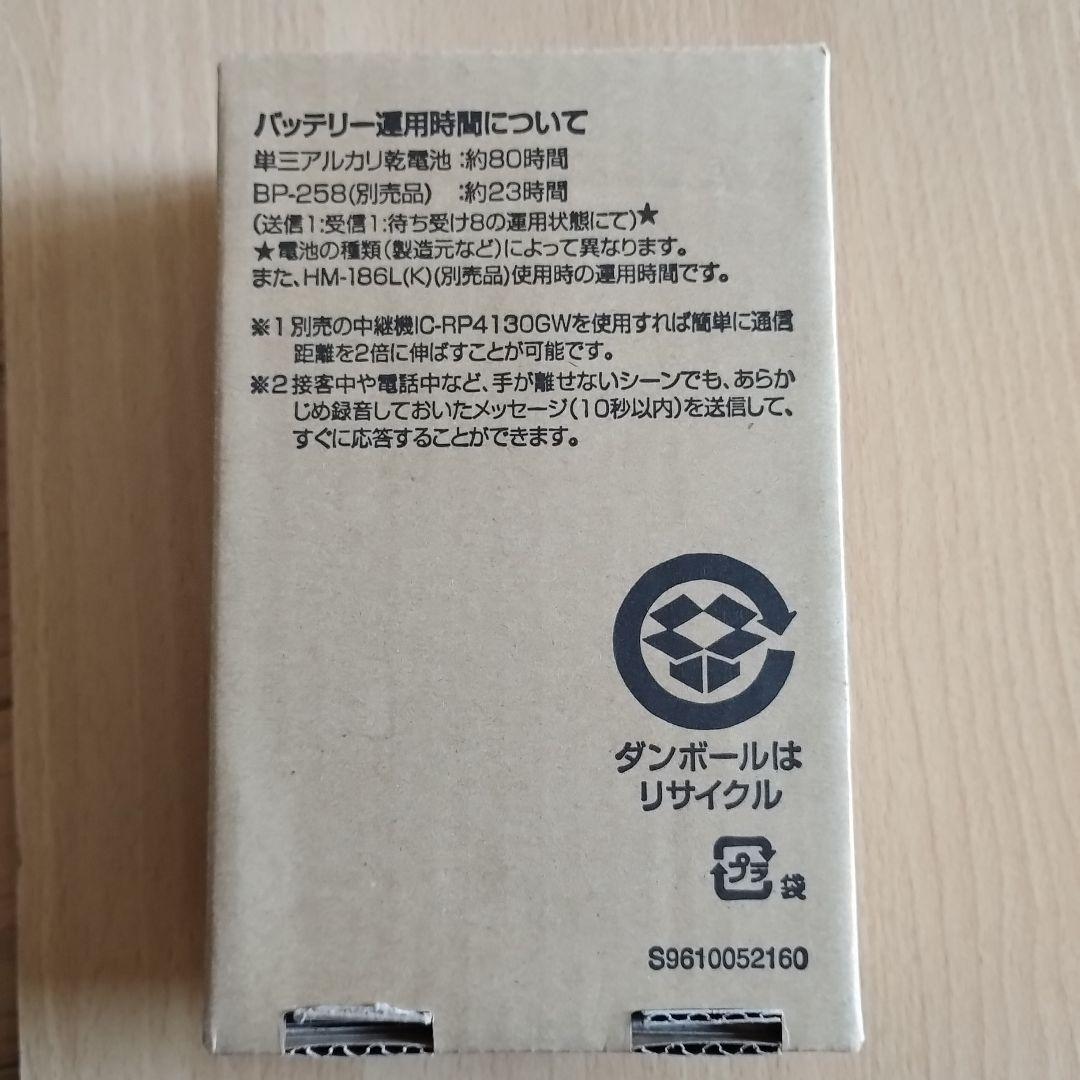 バッテリー運用時間について
単三アルカリ乾電池：約80時間
BP-258(別売品)　：約23時間
(送信1:受信1:待ち受け8の運用状態にて)★
★電池の種類(製造元など)によって異なります。
また、HM-186L(K)(別売品)使用時の運用時間です。
※1 別売の中継機IC-RP4130GWを使用すれば簡単に通信
距離を2倍に伸ばすことが可能です。
※2 接客中や電話中など、手が離せないシーンでも、あらか
じめ録音しておいたメッセージ(10秒以内)を送信して、
すぐに応答することができます。
ダンボールは
リサイクル
プラ 袋
S9610052160